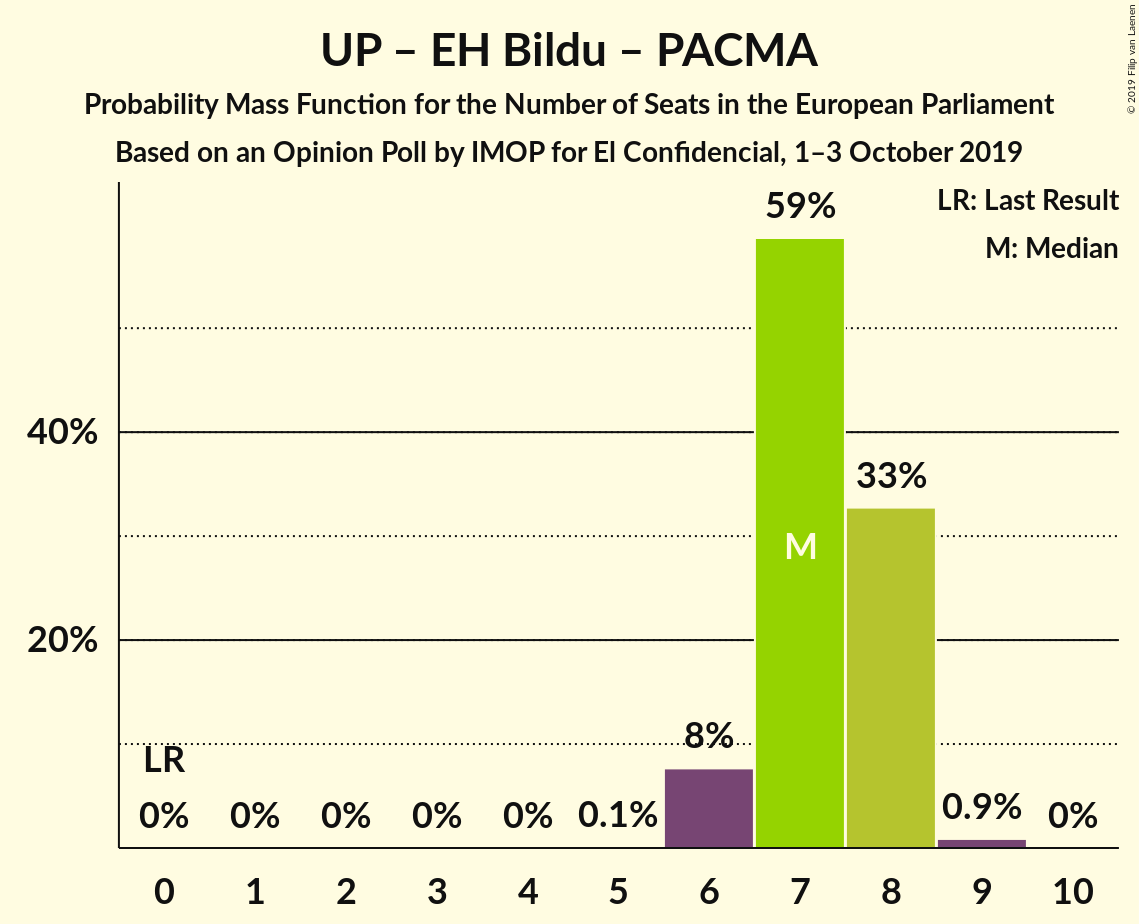 UP – EH Bildu – PACMA
Probability Mass Function for the Number of Seats in the European Parliament
Based on an Opinion Poll by IMOP for El Confidencial, 1–3 October 2019
© 2019 Filip van Laenen
LR: Last Result
M: Median
59%
40%
33%
M
20%
8%
LR
0% 0% 0% 0% 0% 0.1% 0.9% 0%
0 1 2 3 4 5 6 7 8 9 10